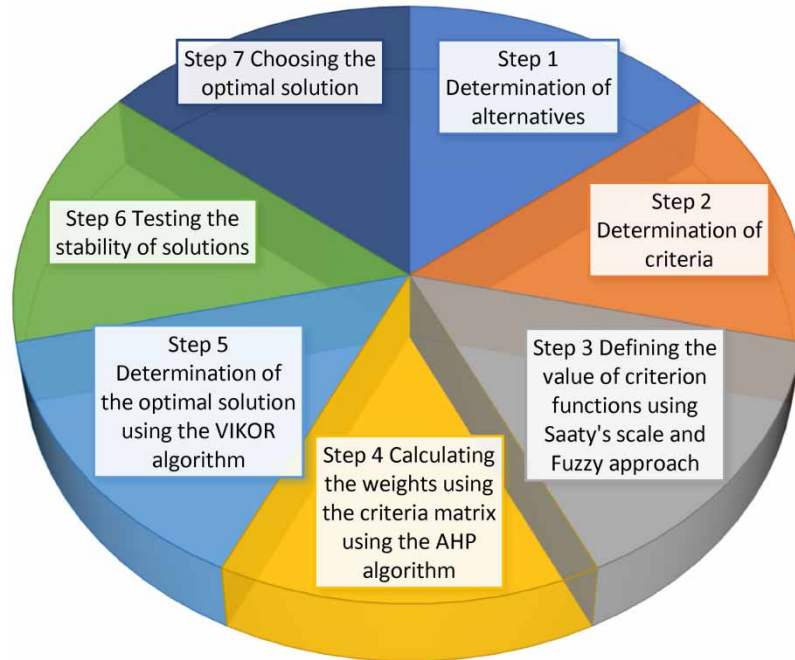 Step 1
Determination of
alternatives
Step 2
Determination of
criteria
Step 3 Defining the
value of criterion
functions using
Saaty's scale and
Fuzzy approach
Step 4 Calculating
the weights using
the criteria matrix
using the AHP
algorithm
Step 5
Determination of
the optimal solution
using the VIKOR
algorithm
Step 6 Testing the
stability of solutions
Step 7 Choosing the
optimal solution